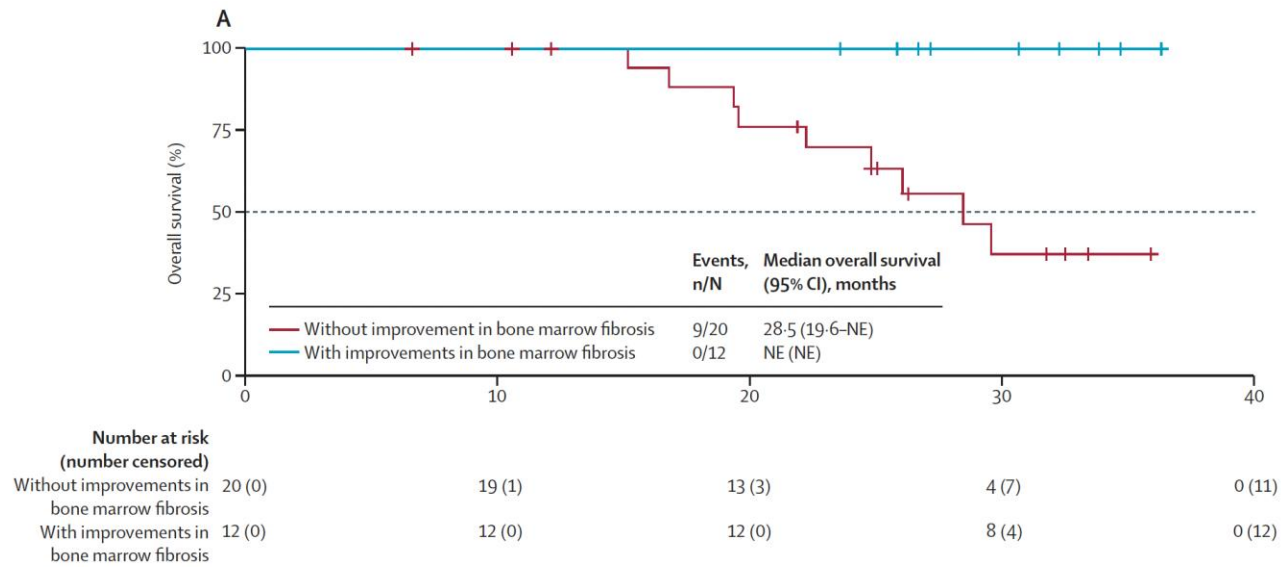 A
100
75
50
25
0
Overall survival (%)
Events, Median overall survival
n/N (95% CI), months
Without improvement in bone marrow fibrosis 9/20 28·5 (19·6–NE)
With improvements in bone marrow fibrosis 0/12 NE (NE)
0 10 20 30 40
Number at risk
(number censored)
Without improvements in 20 (0) 19 (1) 13 (3) 4 (7) 0 (11)
bone marrow fibrosis
With improvements in 12 (0) 12 (0) 12 (0) 8 (4) 0 (12)
bone marrow fibrosis